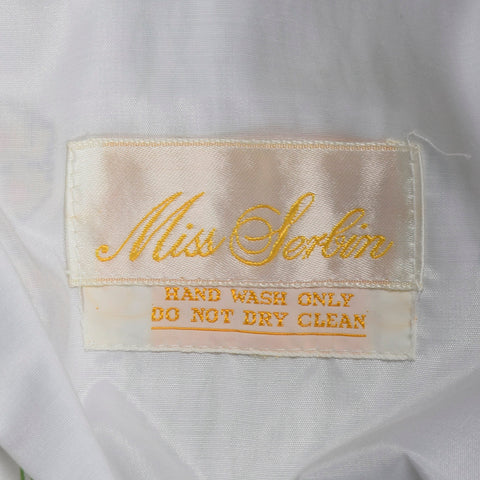 Miss Serbin
HAND WASH ONLY
DO NOT DRY CLEAN